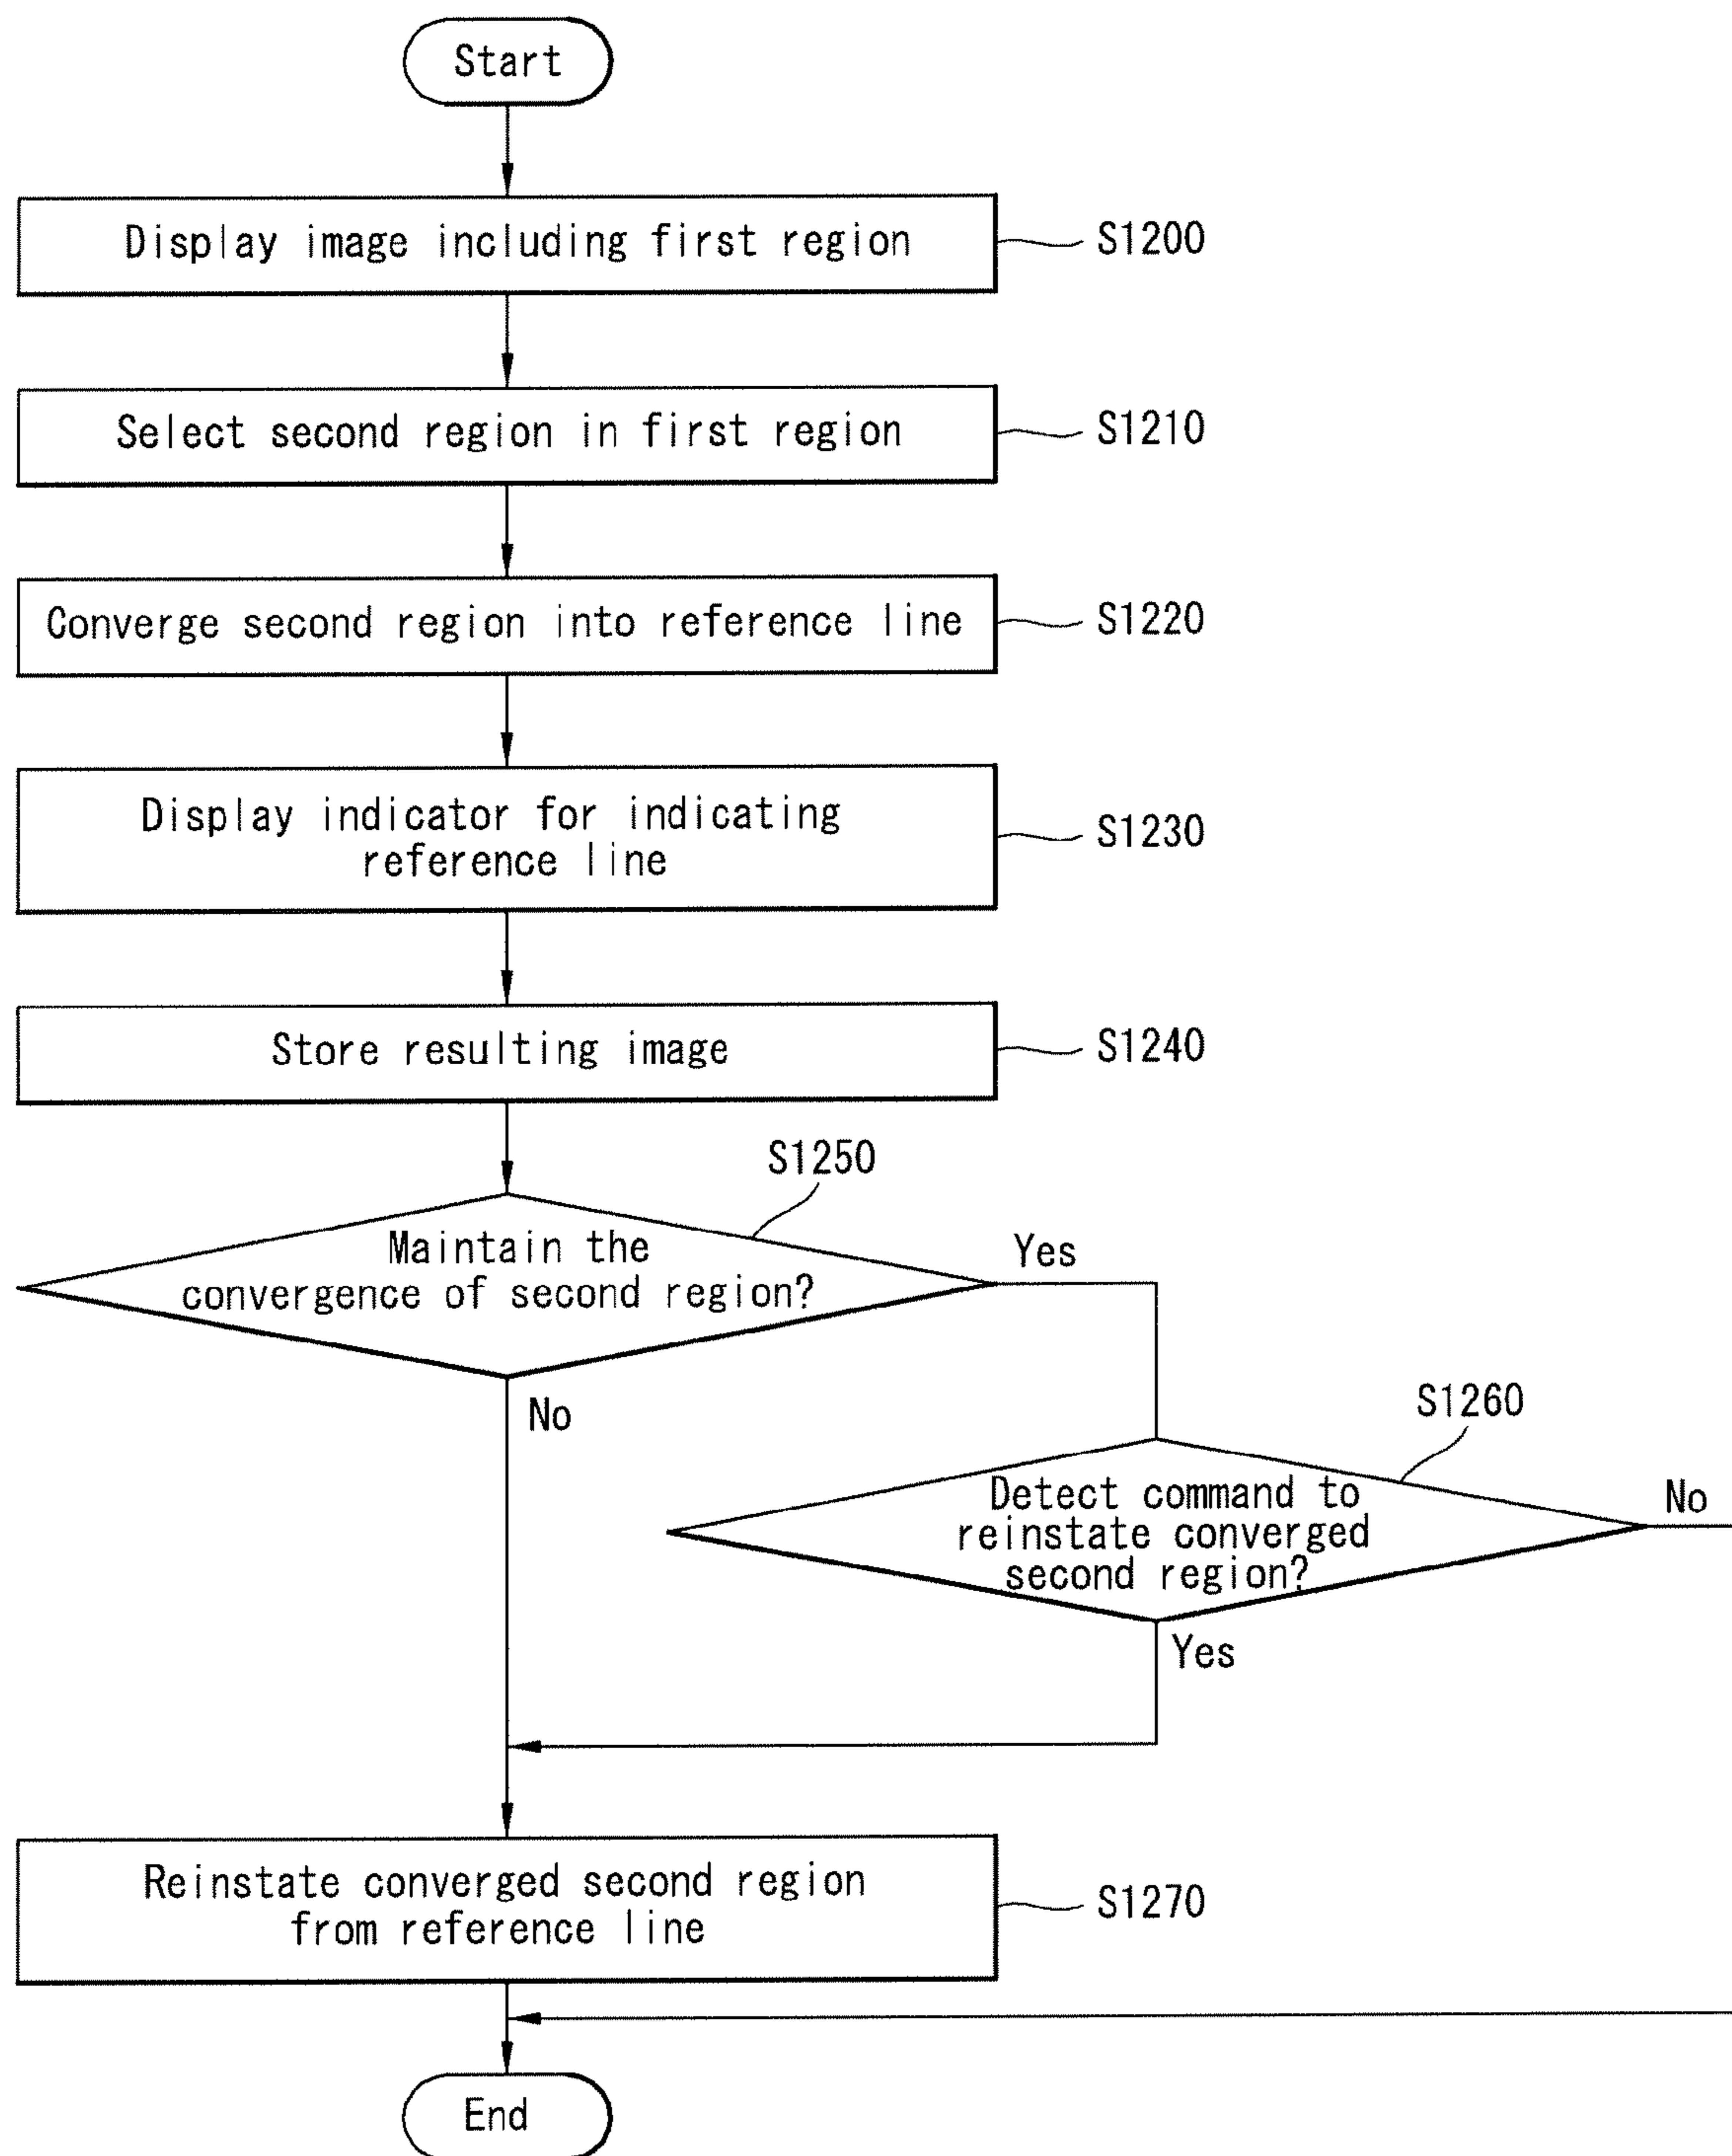 Start
Display image including first region
S1200
Select second region in first region
S1210
Converge second region into reference line
S1220
Display indicator for indicating
reference line
S1230
Store resulting image
S1240
S1250
Maintain the
convergence of second region?
Yes
No
S1260
Detect command to
reinstate converged
second region?
No
Yes
Reinstate converged second region
from reference line
S1270
End